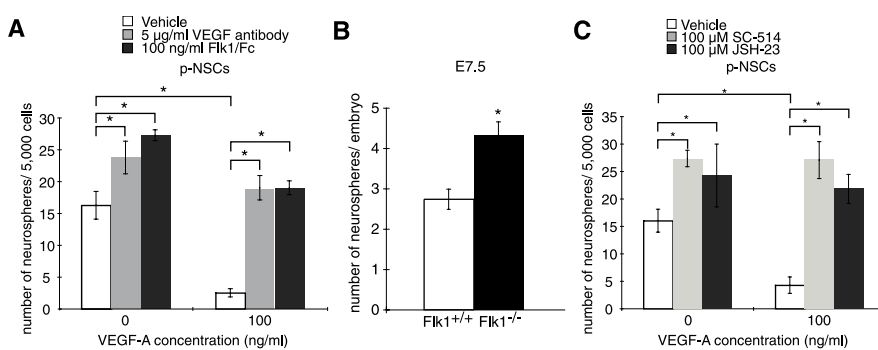 A
Vehicle
5 µg/ml VEGF antibody
100 ng/ml Flk1/Fc
p-NSCs
number of neurospheres/ 5,000 cells
30
25
20
15
10
5
0
*
*
*
*
*
0
100
VEGF-A concentration (ng/ml)
B
E7.5
number of neurospheres/ embryo
5
4
3
2
1
0
*
Flk1+/+ Flk1-/-
C
Vehicle
100 µM SC-514
100 µM JSH-23
p-NSCs
number of neurospheres/ 5,000 cells
35
30
25
20
15
10
5
0
*
*
*
*
*
0
100
VEGF-A concentration (ng/ml)